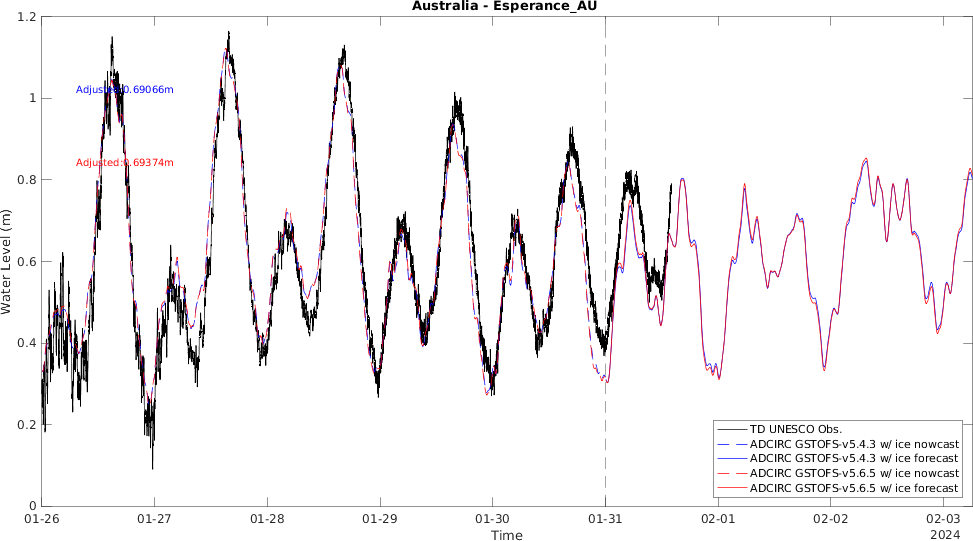 Australia - Esperance_AU
1.2
1
0.8
0.6
0.4
0.2
0
Water Level (m)
Adjusted:0.69066m
Adjusted:0.69374m
TD UNESCO Obs.
ADCIRC GSTOFS-v5.4.3 w/ ice nowcast
ADCIRC GSTOFS-v5.4.3 w/ ice forecast
ADCIRC GSTOFS-v5.6.5 w/ ice nowcast
ADCIRC GSTOFS-v5.6.5 w/ ice forecast
01-26 01-27 01-28 01-29 01-30 01-31 02-01 02-02 02-03
Time
2024